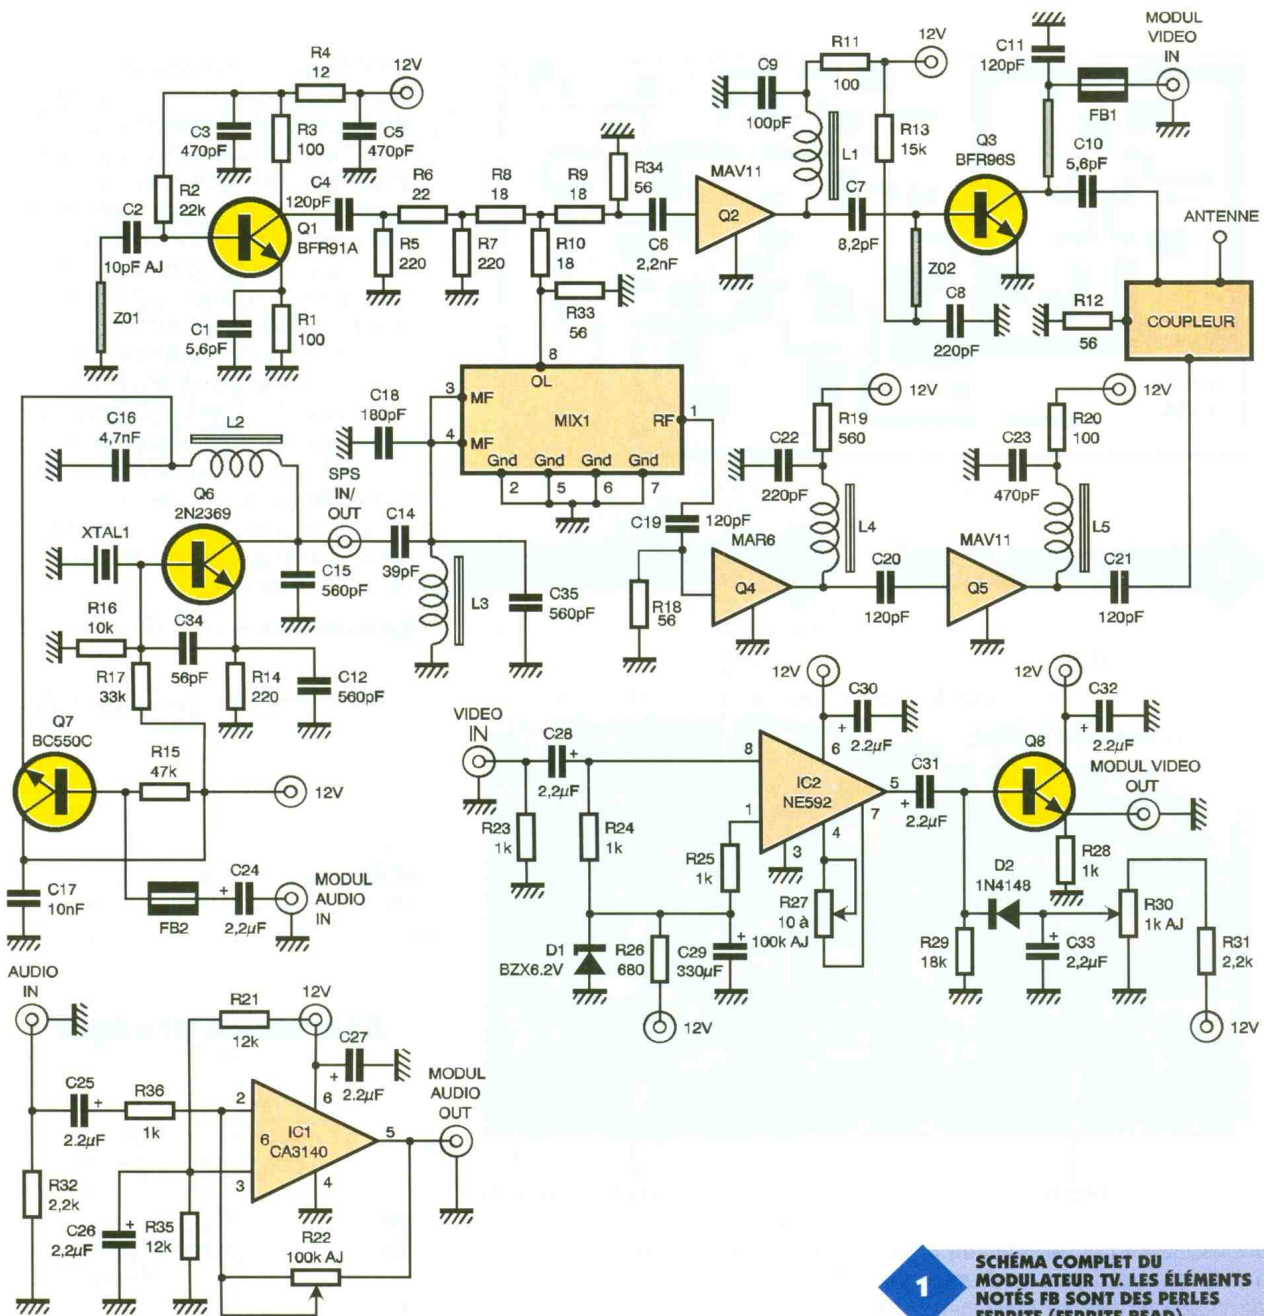 R4
12
12V
C3
470pF
R3
100
C5
470pF
R2
22k
C4
120pF
C2
10pF AJ
Q1
BFR91A
Z01
C1
5,6pF
R1
100
R6
22
R8
18
R9
18
R5
220
R7
220
R10
18
R34
56
C6
2,2nF
R33
56
MAV11
Q2
C9
100pF
R11
100
12V
L1
R13
15k
C7
8,2pF
Z02
C8
220pF
Q3
BFR96S
C11
120pF
MODUL
VIDEO
IN
FB1
C10
5,6pF
ANTENNE
R12
56
COUPLEUR
8
OL
3
MF
4
MF
MIX1
RF
1
Gnd
Gnd
Gnd
Gnd
2
5
6
7
C18
180pF
C16
4,7nF
L2
SPS
IN/
OUT
C14
39pF
Q6
2N2369
XTAL1
C15
560pF
L3
C35
560pF
R16
10k
C34
56pF
R17
33k
R14
220
C12
560pF
C19
120pF
R18
56
MAR6
Q4
C22
220pF
R19
560
12V
L4
C20
120pF
MAV11
Q5
C23
470pF
R20
100
12V
L5
C21
120pF
Q7
BC550C
R15
47k
12V
C17
10nF
FB2
+
C24
2,2µF
MODUL
AUDIO
IN
VIDEO
IN
C28
+
2,2µF
R23
1k
R24
1k
D1
BZX6.2V
R26
680
12V
R25
1k
C29
330µF
+
8
1
IC2
NE592
12V
6
+
C30
2.2µF
5
7
4
3
R27
10 à
100k AJ
C31
+
2.2µF
Q8
12V
+
C32
2.2µF
MODUL VIDEO
OUT
R28
1k
D2
1N4148
R29
18k
C33
2,2µF
+
R30
1k AJ
R31
2,2k
12V
AUDIO
IN
R21
12k
12V
C25
+
2.2µF
R36
1k
R32
2,2k
C26
2,2µF
+
R35
12k
2
3
6
IC1
CA3140
6
5
4
+
C27
2.2µF
R22
100k AJ
MODUL
AUDIO
OUT
1
SCHÉMA COMPLET DU
MODULATEUR TV. LES ÉLÉMENTS
NOTÉS FB SONT DES PERLES
FERRITE (FERRITE BEAD)